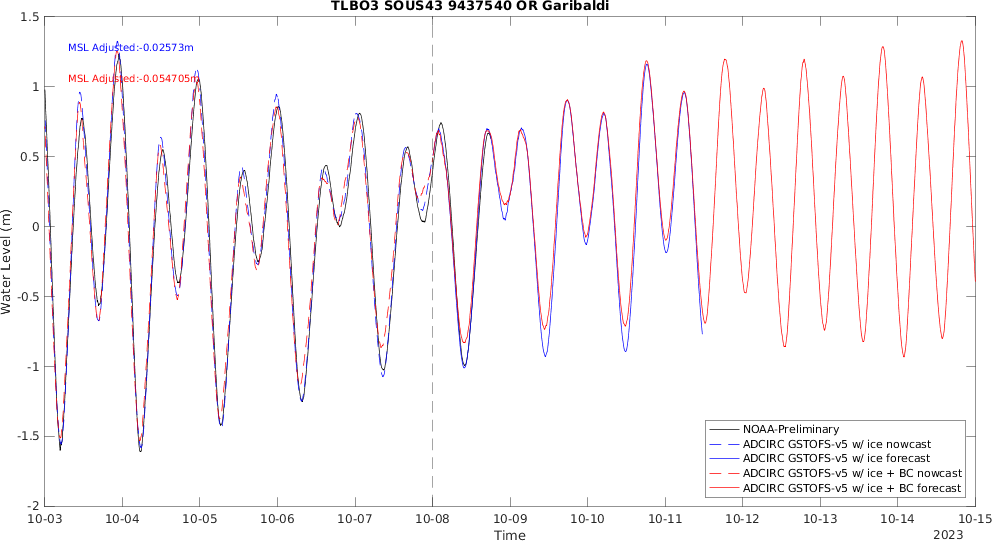 TLBO3 SOUS43 9437540 OR Garibaldi
1.5
MSL Adjusted:-0.02573m
MSL Adjusted:-0.054705m
1
0.5
0
-0.5
-1
-1.5
-2
Water Level (m)
NOAA-Preliminary
ADCIRC GSTOFS-v5 w/ ice nowcast
ADCIRC GSTOFS-v5 w/ ice forecast
ADCIRC GSTOFS-v5 w/ ice + BC nowcast
ADCIRC GSTOFS-v5 w/ ice + BC forecast
10-03 10-04 10-05 10-06 10-07 10-08 10-09 10-10 10-11 10-12 10-13 10-14 10-15
Time
2023